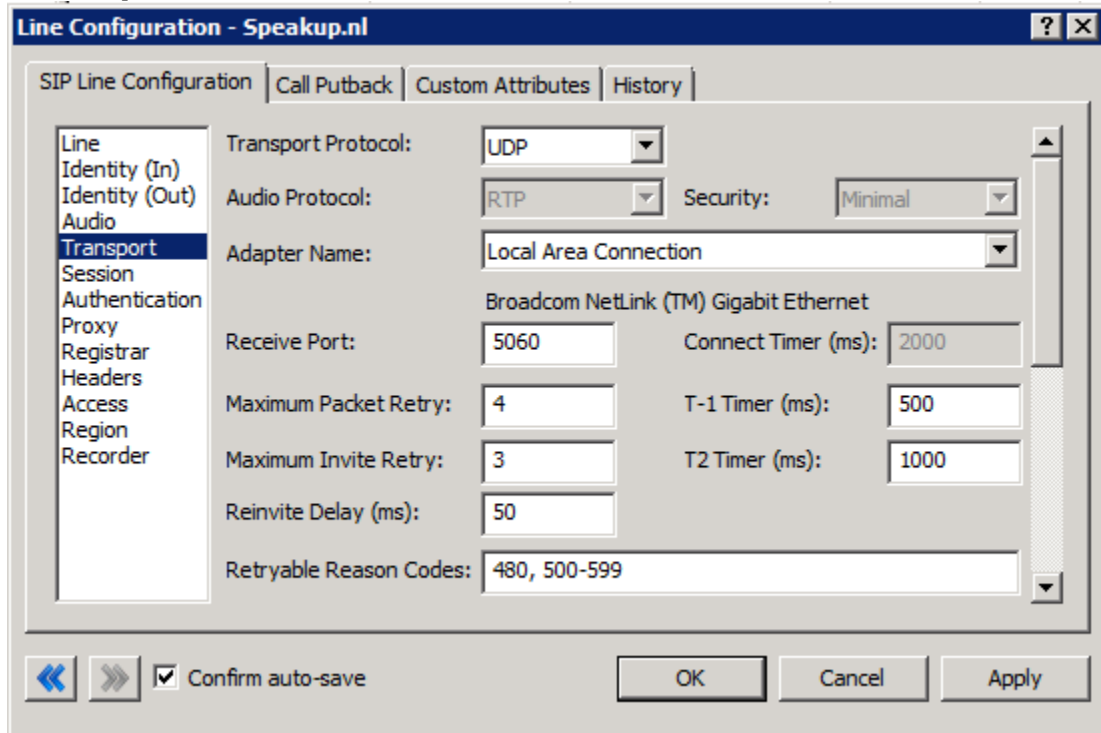 Line Configuration - Speakup.nl
SIP Line Configuration
Call Putback
Custom Attributes
History
Line
Identity (In)
Identity (Out)
Audio
Transport
Session
Authentication
Proxy
Registrar
Headers
Access
Region
Recorder
Transport Protocol: UDP
Audio Protocol: RTP Security: Minimal
Adapter Name: Local Area Connection
Broadcom NetLink (TM) Gigabit Ethernet
Receive Port: 5060 Connect Timer (ms): 2000
Maximum Packet Retry: 4 T-1 Timer (ms): 500
Maximum Invite Retry: 3 T2 Timer (ms): 1000
Reinvite Delay (ms): 50
Retryable Reason Codes: 480, 500-599
Confirm auto-save
OK
Cancel
Apply